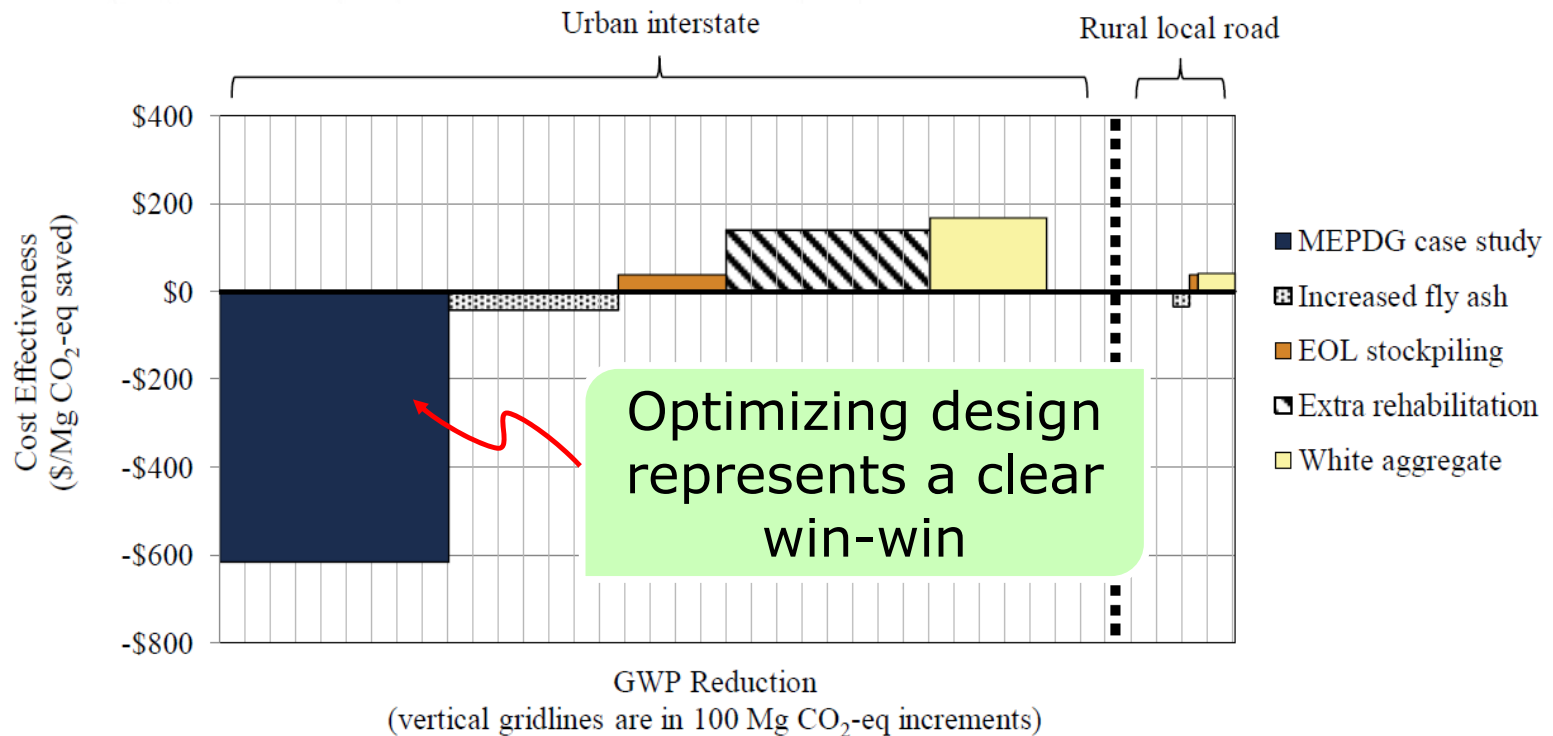 Urban interstate
Rural local road
$400
$200
$0
-$200
-$400
-$600
-$800
Cost Effectiveness
($/Mg CO₂-eq saved)
Optimizing design
represents a clear
win-win
MEPDG case study
Increased fly ash
EOL stockpiling
Extra rehabilitation
White aggregate
GWP Reduction
(vertical gridlines are in 100 Mg CO₂-eq increments)